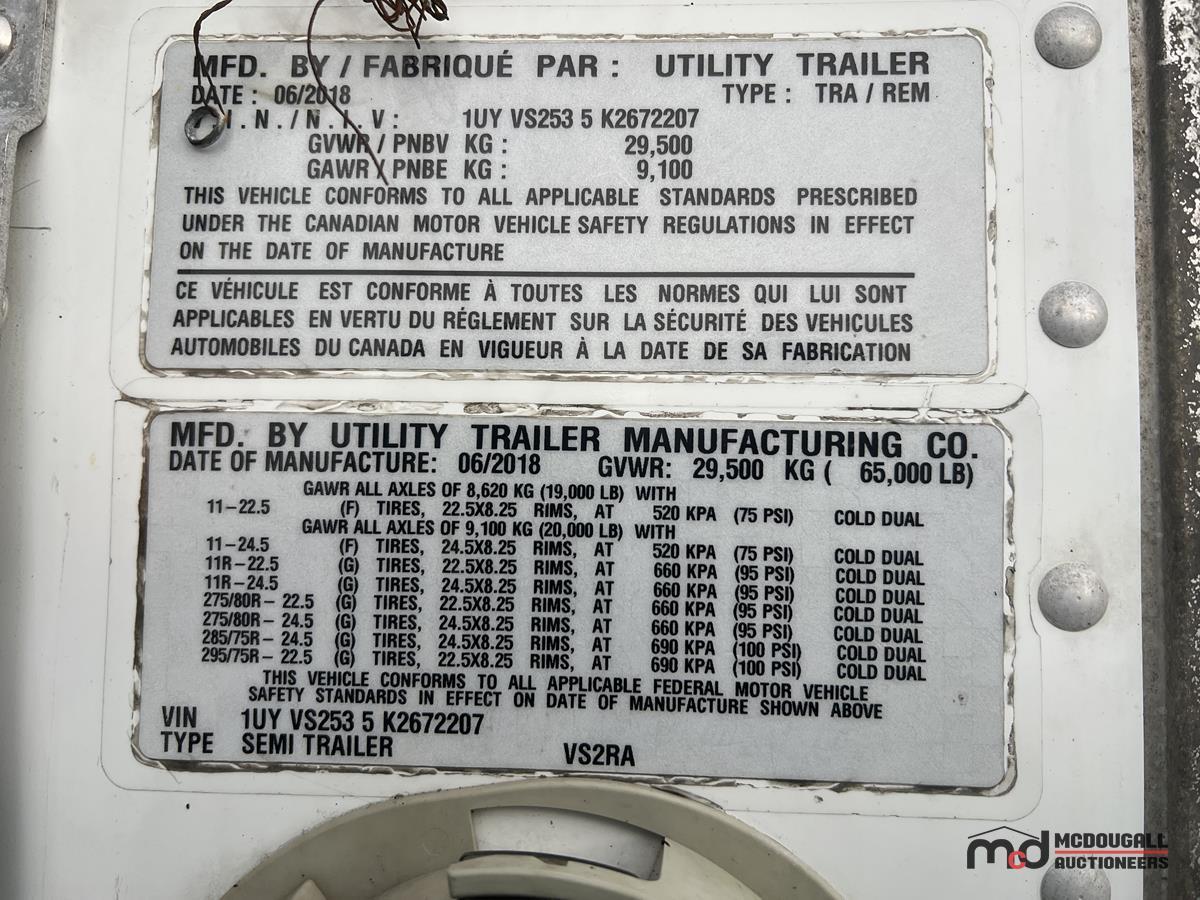 MFD. BY / FABRIQUÉ PAR : UTILITY TRAILER
DATE : 06/2018 TYPE : TRA / REM
.I.N./N.I.V: 1UY VS253 5 K2672207
GVWR / PNBV KG : 29,500
GAWR / PNBE KG : 9,100
THIS VEHICLE CONFORMS TO ALL APPLICABLE STANDARDS PRESCRIBED
UNDER THE CANADIAN MOTOR VEHICLE SAFETY REGULATIONS IN EFFECT
ON THE DATE OF MANUFACTURE
CE VÉHICULE EST CONFORME À TOUTES LES NORMES QUI LUI SONT
APPLICABLES EN VERTU DU RÉGLEMENT SUR LA SÉCURITÉ DES VEHICULES
AUTOMOBILES DU CANADA EN VIGUEUR À LA DATE DE SA FABRICATION
MFD. BY UTILITY TRAILER MANUFACTURING CO.
DATE OF MANUFACTURE: 06/2018 GVWR: 29,500 KG ( 65,000 LB)
GAWR ALL AXLES OF 8,620 KG (19,000 LB) WITH
11-22.5 (F) TIRES, 22.5X8.25 RIMS, AT 520 KPA (75 PSI) COLD DUAL
GAWR ALL AXLES OF 9,100 KG (20,000 LB) WITH
11-24.5 (F) TIRES, 24.5X8.25 RIMS, AT 520 KPA (75 PSI) COLD DUAL
11R-22.5 (G) TIRES, 22.5X8.25 RIMS, AT 660 KPA (95 PSI) COLD DUAL
11R-24.5 (G) TIRES, 24.5X8.25 RIMS, AT 660 KPA (95 PSI) COLD DUAL
275/80R- 22.5 (G) TIRES, 22.5X8.25 RIMS, AT 660 KPA (95 PSI) COLD DUAL
275/80R- 24.5 (G) TIRES, 24.5X8.25 RIMS, AT 660 KPA (95 PSI) COLD DUAL
285/75R- 24.5 (G) TIRES, 24.5X8.25 RIMS, AT 690 KPA (100 PSI) COLD DUAL
295/75R- 22.5 (G) TIRES, 22.5X8.25 RIMS, AT 690 KPA (100 PSI) COLD DUAL
THIS VEHICLE CONFORMS TO ALL APPLICABLE FEDERAL MOTOR VEHICLE
SAFETY STANDARDS IN EFFECT ON DATE OF MANUFACTURE SHOWN ABOVE
VIN 1UY VS253 5 K2672207
TYPE SEMI TRAILER VS2RA
mcd MCDOUGALL
AUCTIONEERS